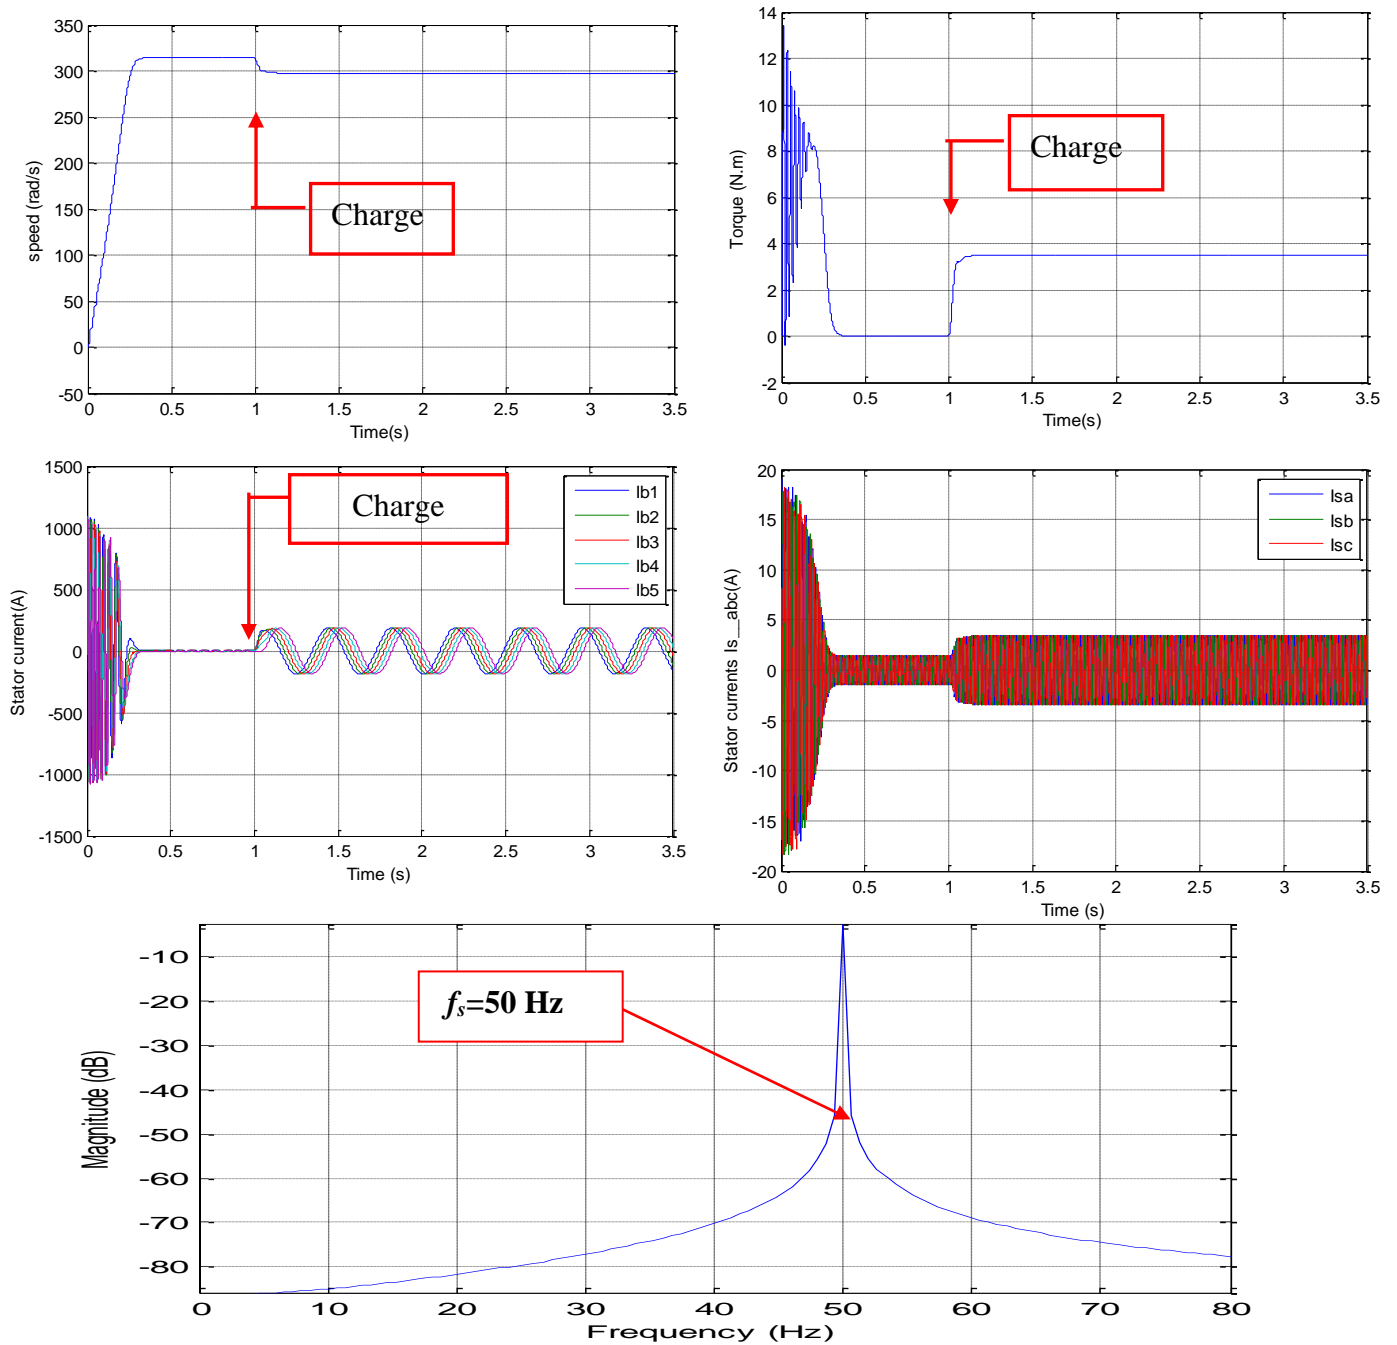 350
300
250
200
150
100
50
0
-50
0 0.5 1 1.5 2 2.5 3 3.5
Time(s)
speed (rad/s)
Charge
14
12
10
8
6
4
2
0
-2
0 0.5 1 1.5 2 2.5 3 3.5
Time(s)
Torque (N.m)
Charge
1500
1000
500
0
-500
-1000
-1500
0 0.5 1 1.5 2 2.5 3 3.5
Time (s)
Stator current(A)
Charge
Ib1
Ib2
Ib3
Ib4
Ib5
20
15
10
5
0
-5
-10
-15
-20
0 0.5 1 1.5 2 2.5 3 3.5
Time (s)
Stator currents Is__abc(A)
Isa
Isb
Isc
-10
-20
-30
-40
-50
-60
-70
-80
0 10 20 30 40 50 60 70 80
Frequency (Hz)
Magnitude (dB)
fs=50 Hz